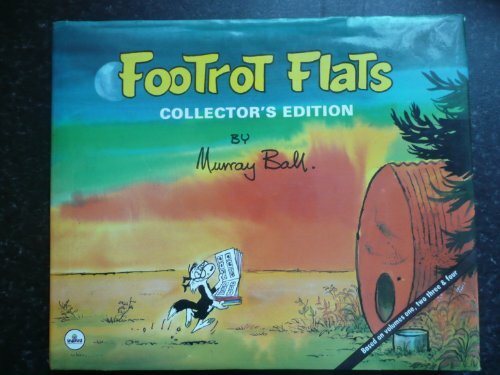 FOOTROT FLATS
COLLECTOR'S EDITION
BY
Murray Ball.
Based on volumes one, two three & four